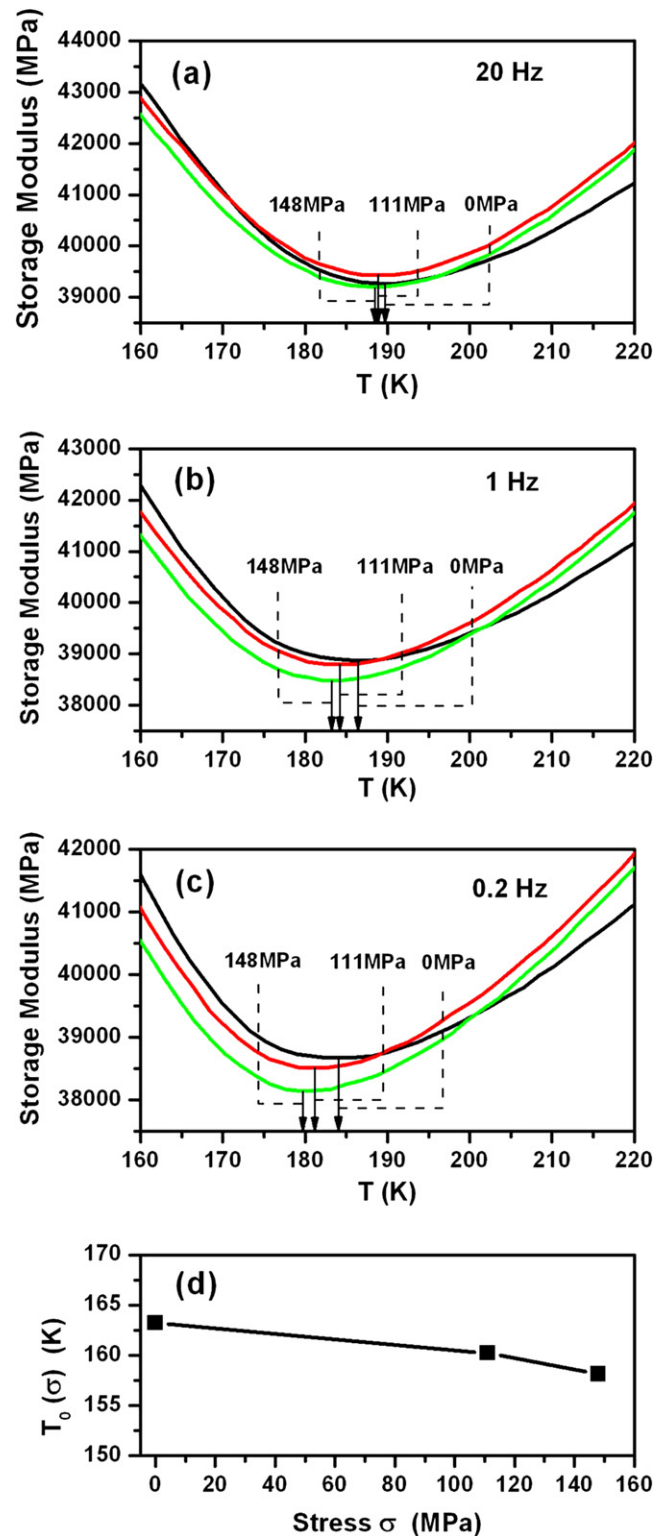 44000
43000
42000
41000
40000
39000
Storage Modulus (MPa)
(a)
20 Hz
148MPa 111MPa 0MPa
160 170 180 190 200 210 220
T (K)
43000
42000
41000
40000
39000
38000
Storage Modulus (MPa)
(b)
1 Hz
148MPa 111MPa 0MPa
160 170 180 190 200 210 220
T (K)
42000
41000
40000
39000
38000
Storage Modulus (MPa)
(c)
0.2 Hz
148MPa 111MPa 0MPa
160 170 180 190 200 210 220
T (K)
170
165
160
155
150
T₀ (σ) (K)
(d)
0 20 40 60 80 100 120 140 160
Stress σ (MPa)